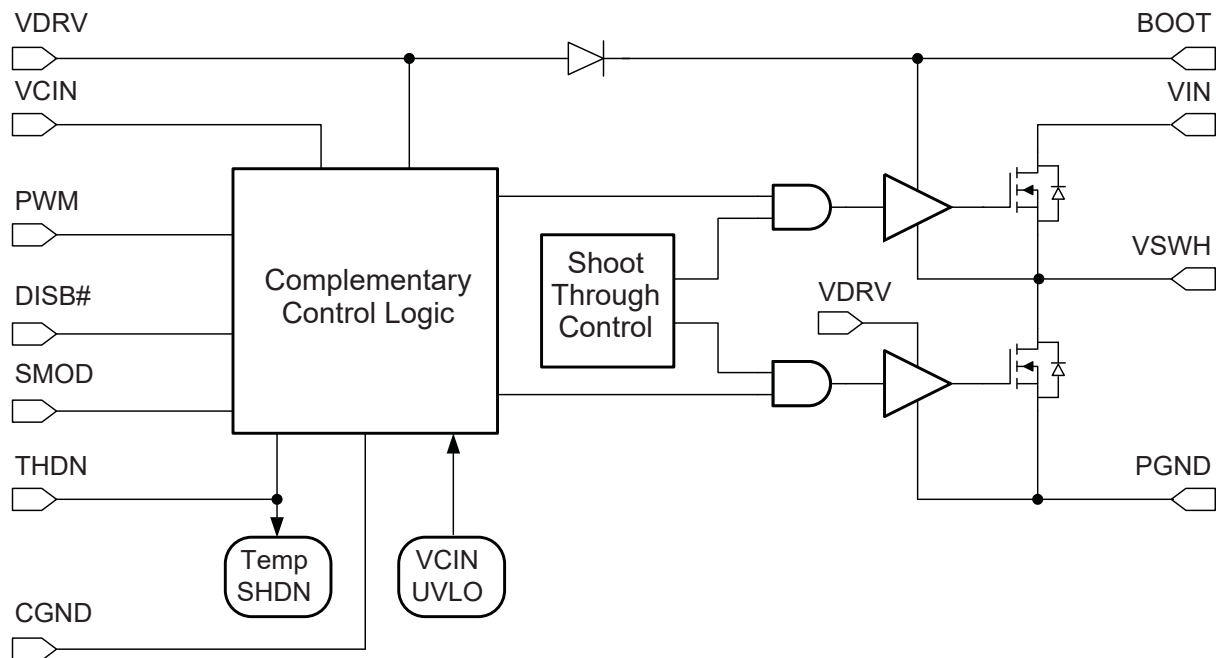 VDRV
BOOT
VCIN
VIN
PWM
Complementary
Control Logic
Shoot
Through
Control
VSWH
DISB#
VDRV
SMOD
THDN
PGND
Temp
SHDN
VCIN
UVLO
CGND